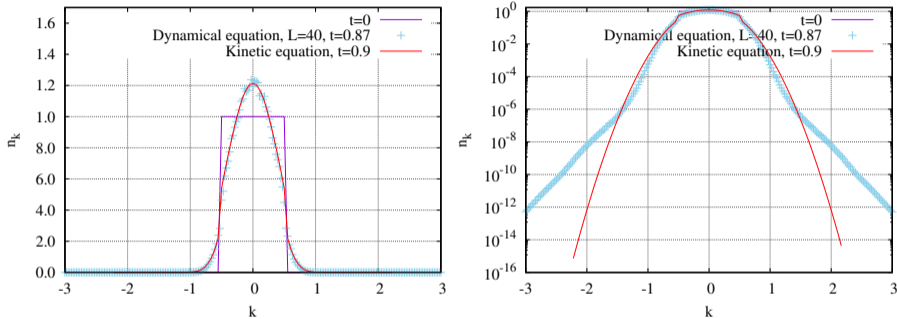 t=0
Dynamical equation, L=40, t=0.87
Kinetic equation, t=0.9
1.6
1.4
1.2
1.0
8.0
6.0
4.0
2.0
0.0
n_k
-3 -2 -1 0 1 2 3
k
t=0
Dynamical equation, L=40, t=0.87
Kinetic equation, t=0.9
10^0
10^-2
10^-4
10^-6
10^-8
10^-10
10^-12
10^-14
10^-16
n_k
-3 -2 -1 0 1 2 3
k